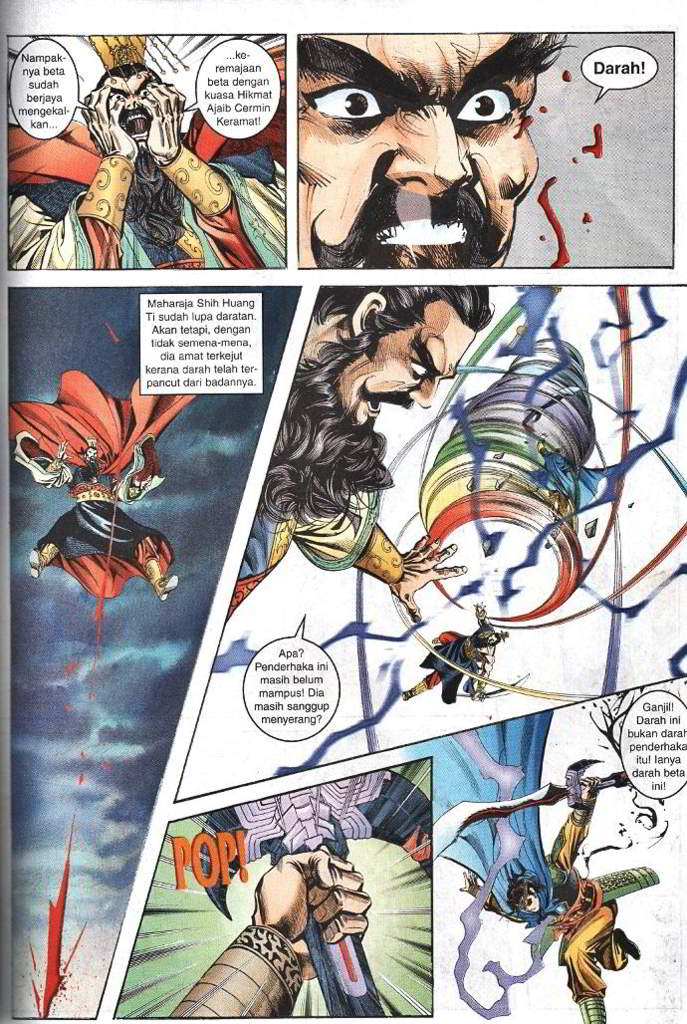 Nampak-
nya beta
sudah
berjaya
mengekal-
kan...
...ke-
remajaan
beta dengan
kuasa Hikmat
Ajaib Cermin
Keramat!
Darah!
Maharaja Shih Huang
Ti sudah lupa daratan.
Akan tetapi, dengan
tidak semena-mena,
dia amat terkejut
kerana darah telah ter-
pancut dari badannya.
Apa?
Penderhaka ini
masih belum
mampus! Dia
masih sanggup
menyerang?
POP!
Ganjil!
Darah ini
bukan darah
penderhaka
itu! Ianya
darah beta
ini!